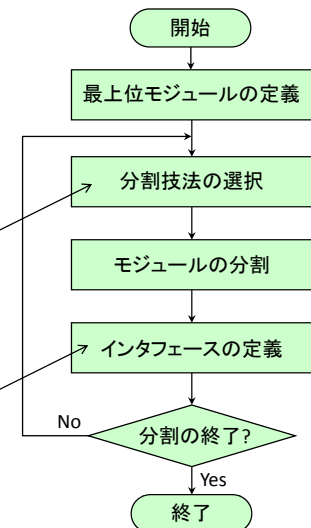 開始
最上位モジュールの定義
分割技法の選択
モジュールの分割
インタフェースの定義
No
分割の終了?
Yes
終了